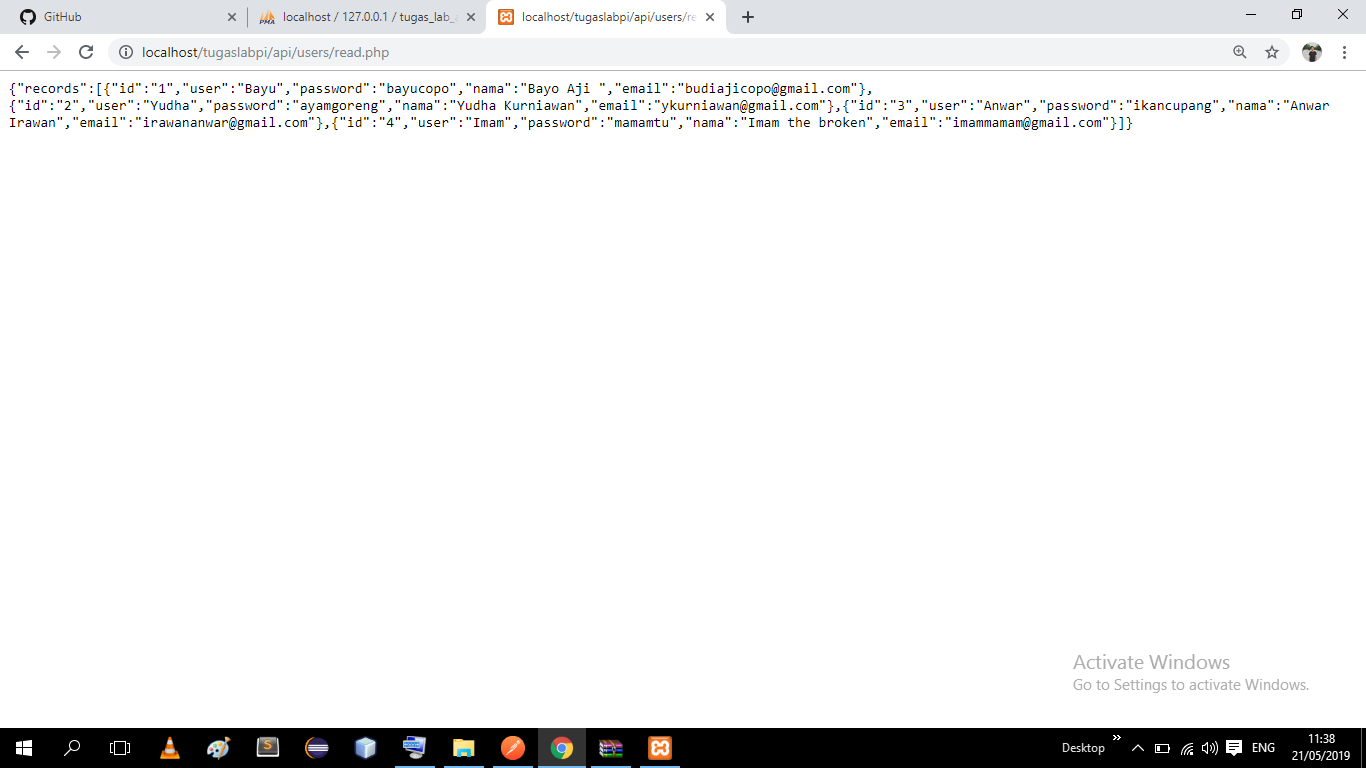 GitHub
localhost / 127.0.0.1 / tugas_lab_
localhost/tugaslabpi/api/users/re
localhost/tugaslabpi/api/users/read.php
{"records":[{"id":"1","user":"Bayu","password":"bayucopo","nama":"Bayo Aji ","email":"budiajicopo@gmail.com"},
{"id":"2","user":"Yudha","password":"ayamgoreng","nama":"Yudha Kurniawan","email":"ykurniawan@gmail.com"},{"id":"3","user":"Anwar","password":"ikancupang","nama":"Anwar
Irawan","email":"irawananwar@gmail.com"},{"id":"4","user":"Imam","password":"mamamtu","nama":"Imam the broken","email":"imammamam@gmail.com"}]}
Activate Windows
Go to Settings to activate Windows.
Desktop
ENG
11:38
21/05/2019